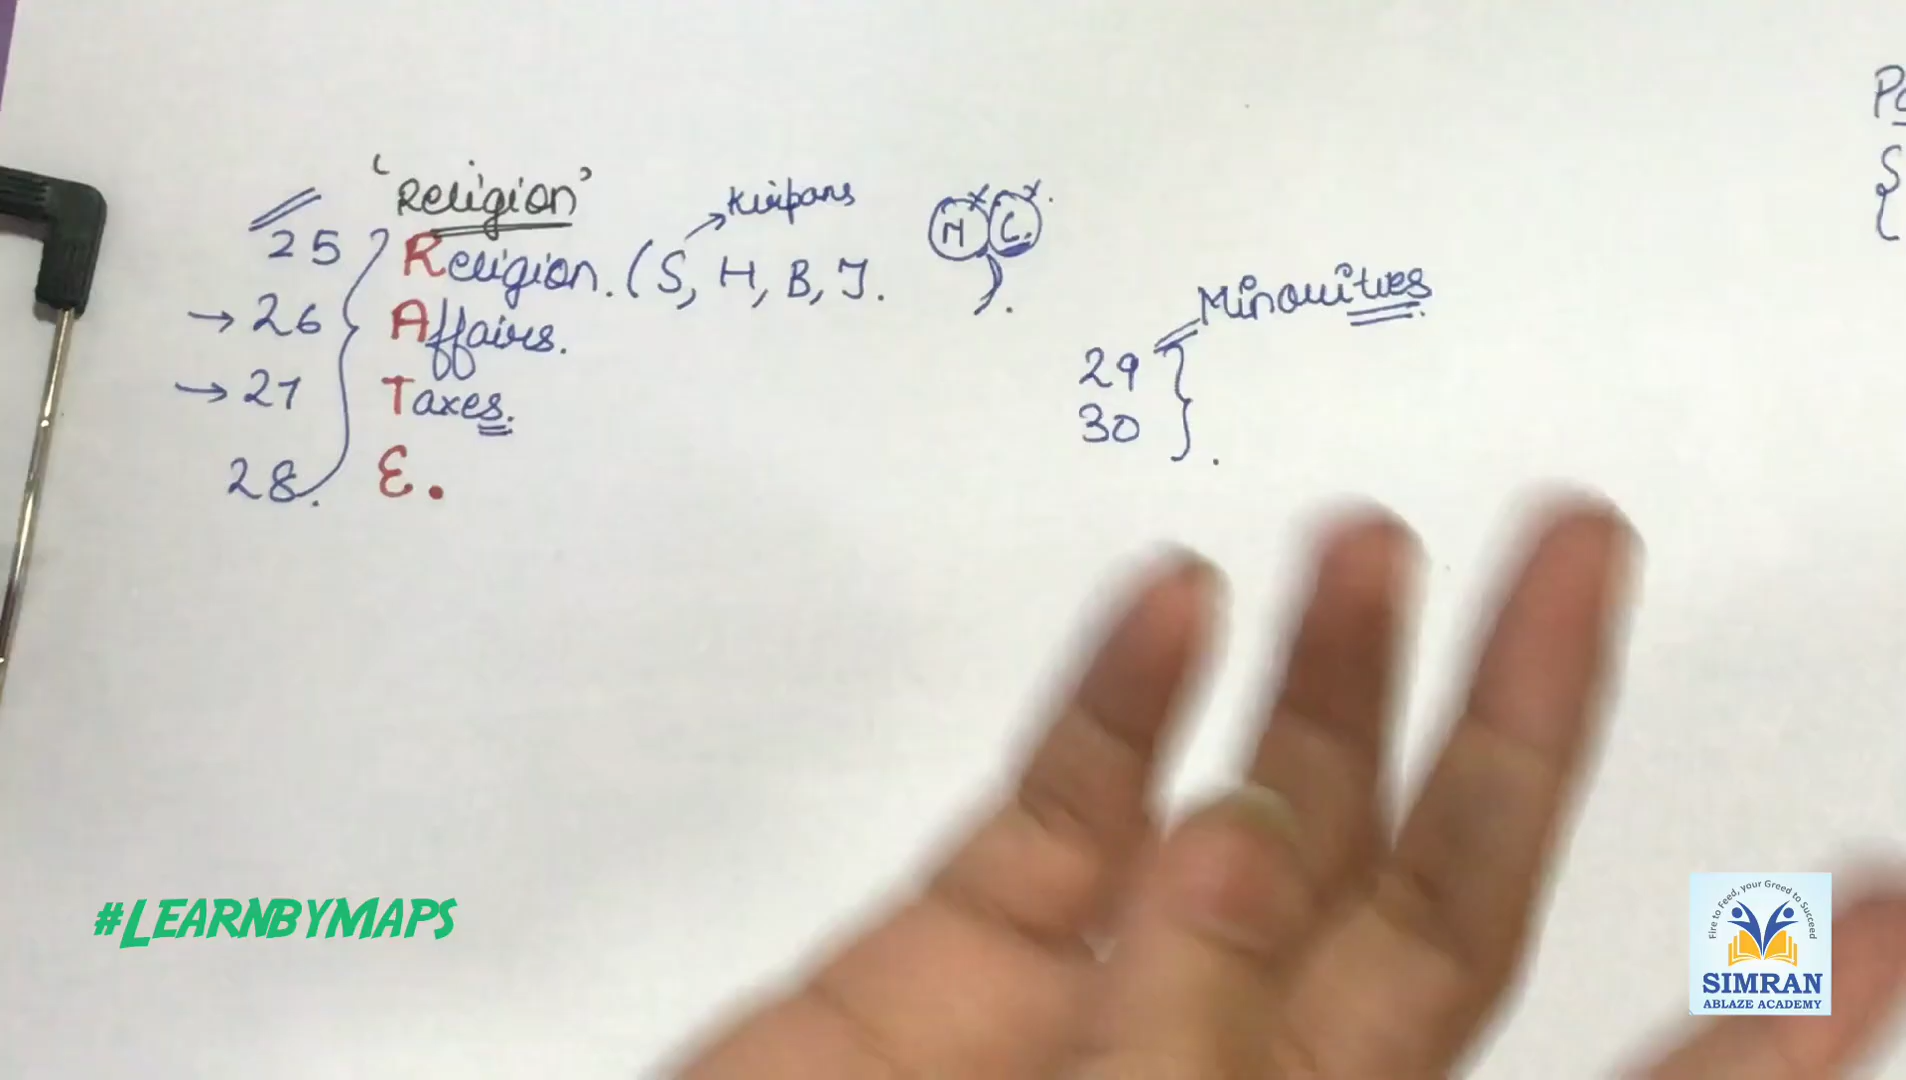 'Religion'
25 Religion. (S, H, B, J.
→ Kirpans
M C.
→ 26 Affairs.
→ 27 Taxes.
28. E.
Minorities
29
30
#LEARNBYMAPS
Fire to Feed, your Greed to Succeed
SIMRAN
ABLAZE ACADEMY